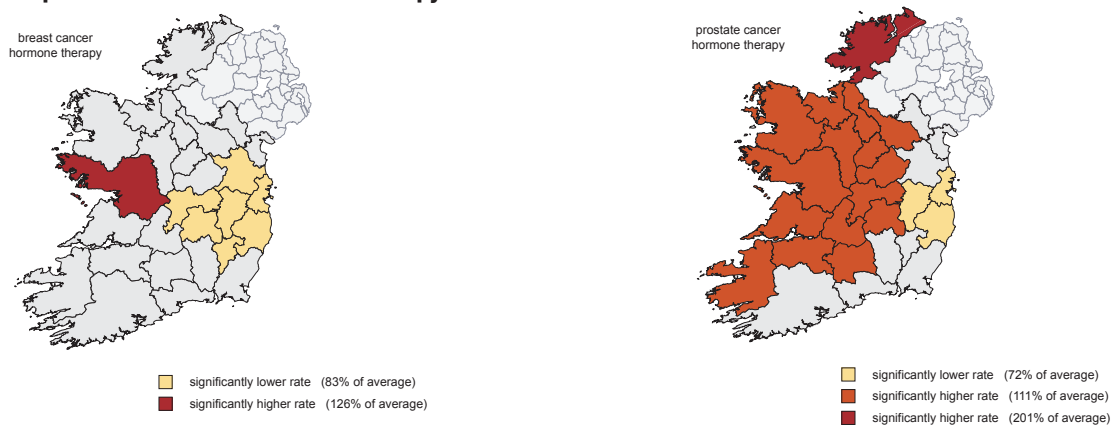 breast cancer
hormone therapy
prostate cancer
hormone therapy
significantly lower rate (83% of average)
significantly higher rate (126% of average)
significantly lower rate (72% of average)
significantly higher rate (111% of average)
significantly higher rate (201% of average)